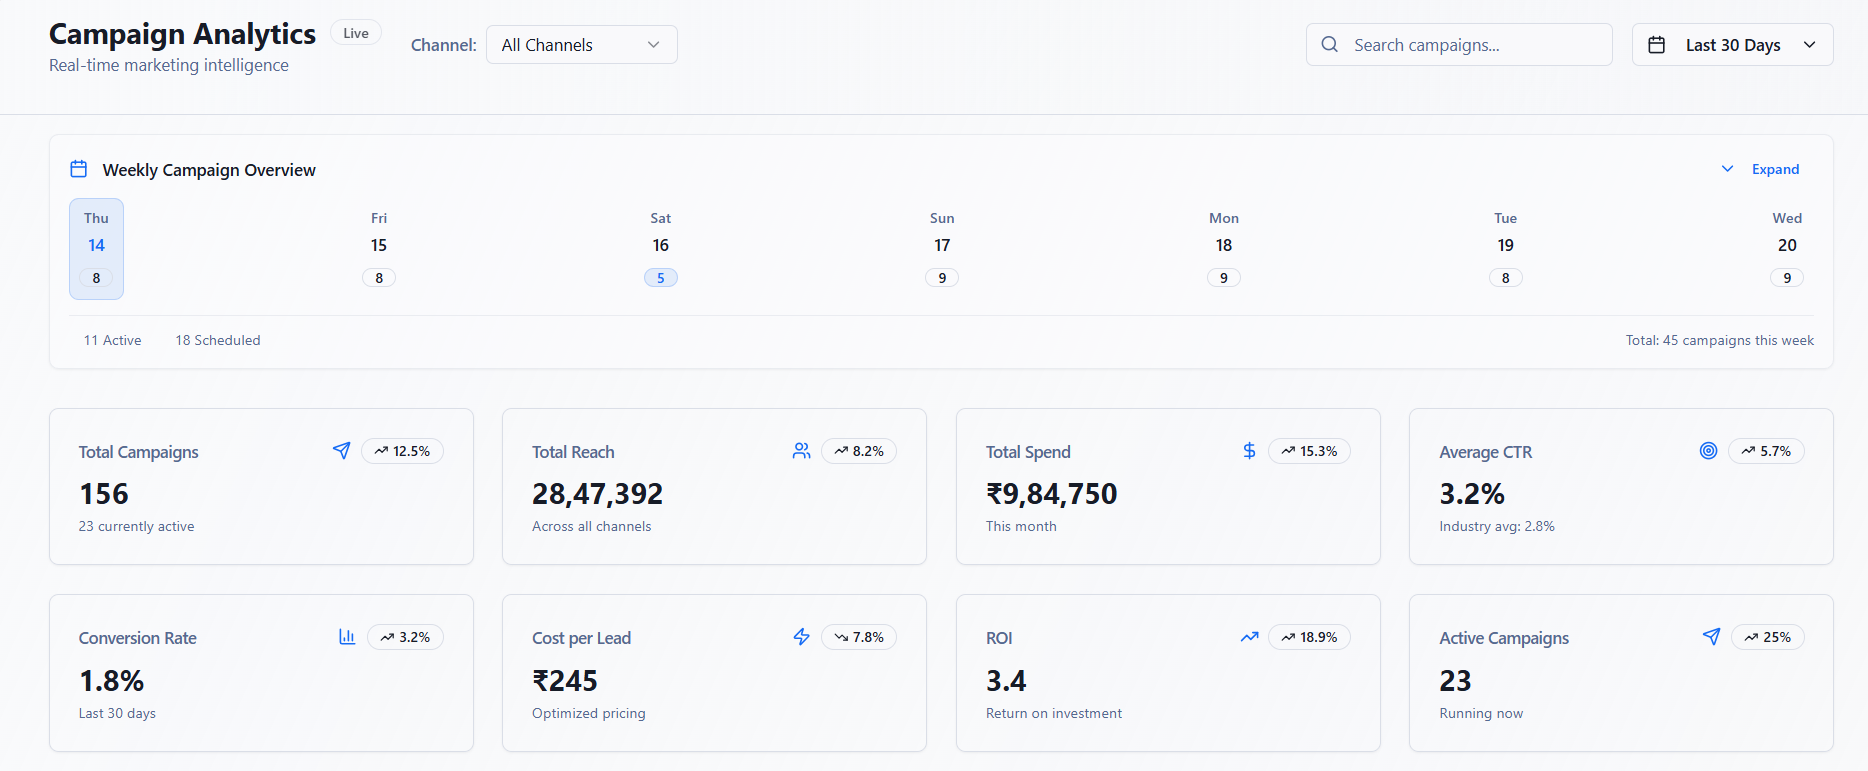 Campaign Analytics
Live
Real-time marketing intelligence
Channel:
All Channels
Search campaigns...
Last 30 Days
Weekly Campaign Overview
Expand
Thu
14
8
Fri
15
8
Sat
16
5
Sun
17
9
Mon
18
9
Tue
19
8
Wed
20
9
11 Active
18 Scheduled
Total: 45 campaigns this week
Total Campaigns
12.5%
156
23 currently active
Total Reach
8.2%
28,47,392
Across all channels
Total Spend
15.3%
₹9,84,750
This month
Average CTR
5.7%
3.2%
Industry avg: 2.8%
Conversion Rate
3.2%
1.8%
Last 30 days
Cost per Lead
7.8%
₹245
Optimized pricing
ROI
18.9%
3.4
Return on investment
Active Campaigns
25%
23
Running now